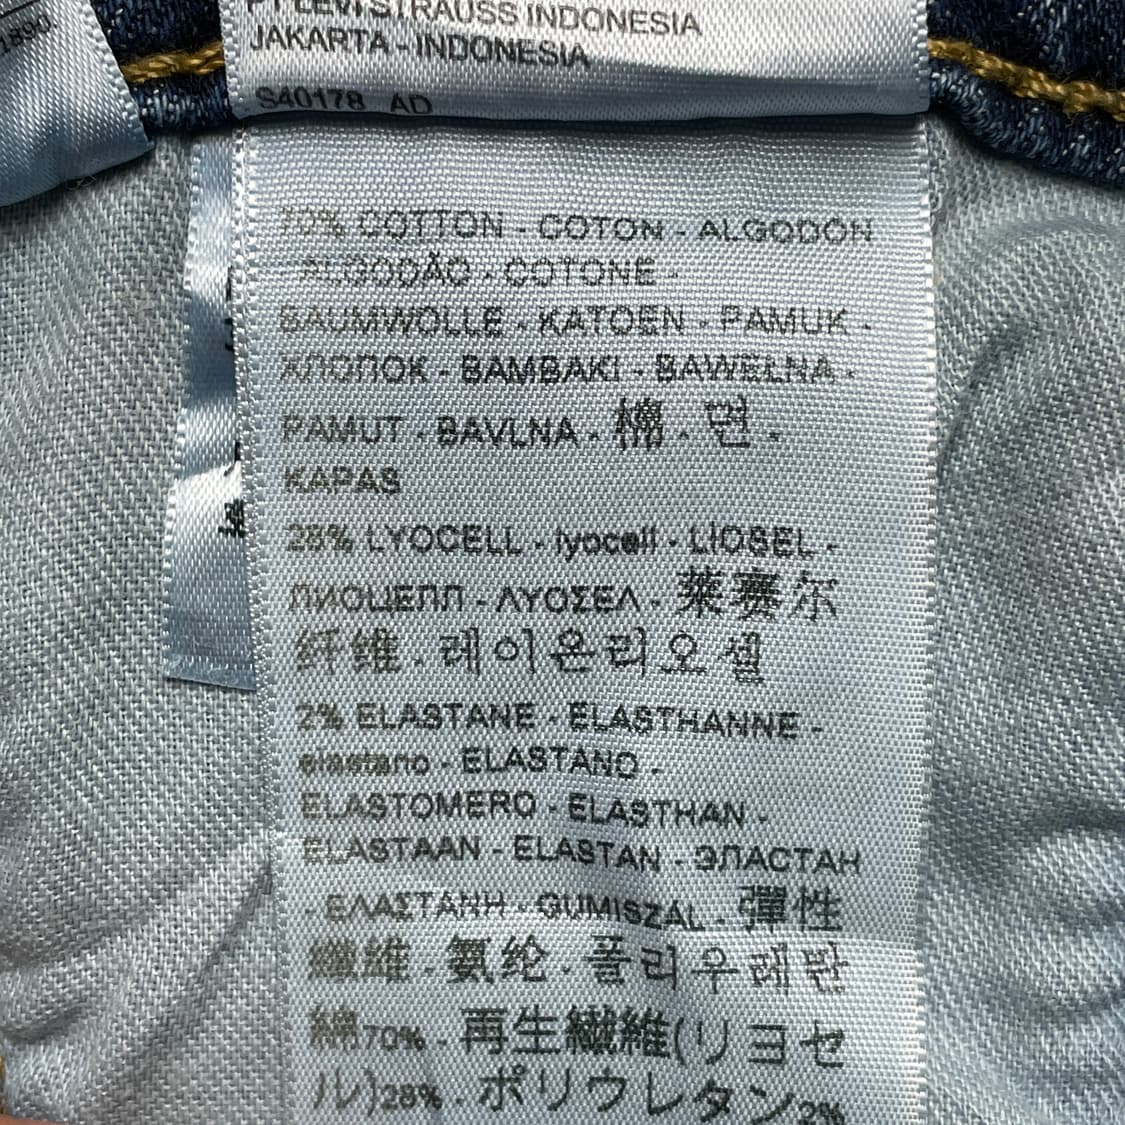 1890.
PT LEVI STRAUSS INDONESIA
JAKARTA - INDONESIA
S40178 AD
70% COTTON - COTON - ALGODÓN
ALGODÃO - COTONE -
BAUMWOLLE - KATOEN - PAMUK -
ХЛОПОК - BAMBAKI - BAWEŁNA -
PAMUT - BAVLNA - 棉 - 면 -
KAPAS
28% LYOCELL - lyocell - LİOSEL -
ЛИОЦЕЛЛ - ΛΥΟΣΕΛ - 莱赛尔
纤维 - 레이온리오셀
2% ELASTANE - ELASTHANNE -
elastano - ELASTANO -
ELASTOMERO - ELASTHAN -
ELASTAAN - ELASTAN - ЭЛАСТАН
- ΕΛΑΣΤΑΝΗ - GUMISZÁL - 彈性
纖維 - 氨纶 - 폴리우레탄
綿70% - 再生繊維(リヨセ
ル)28% - ポリウレタン2%